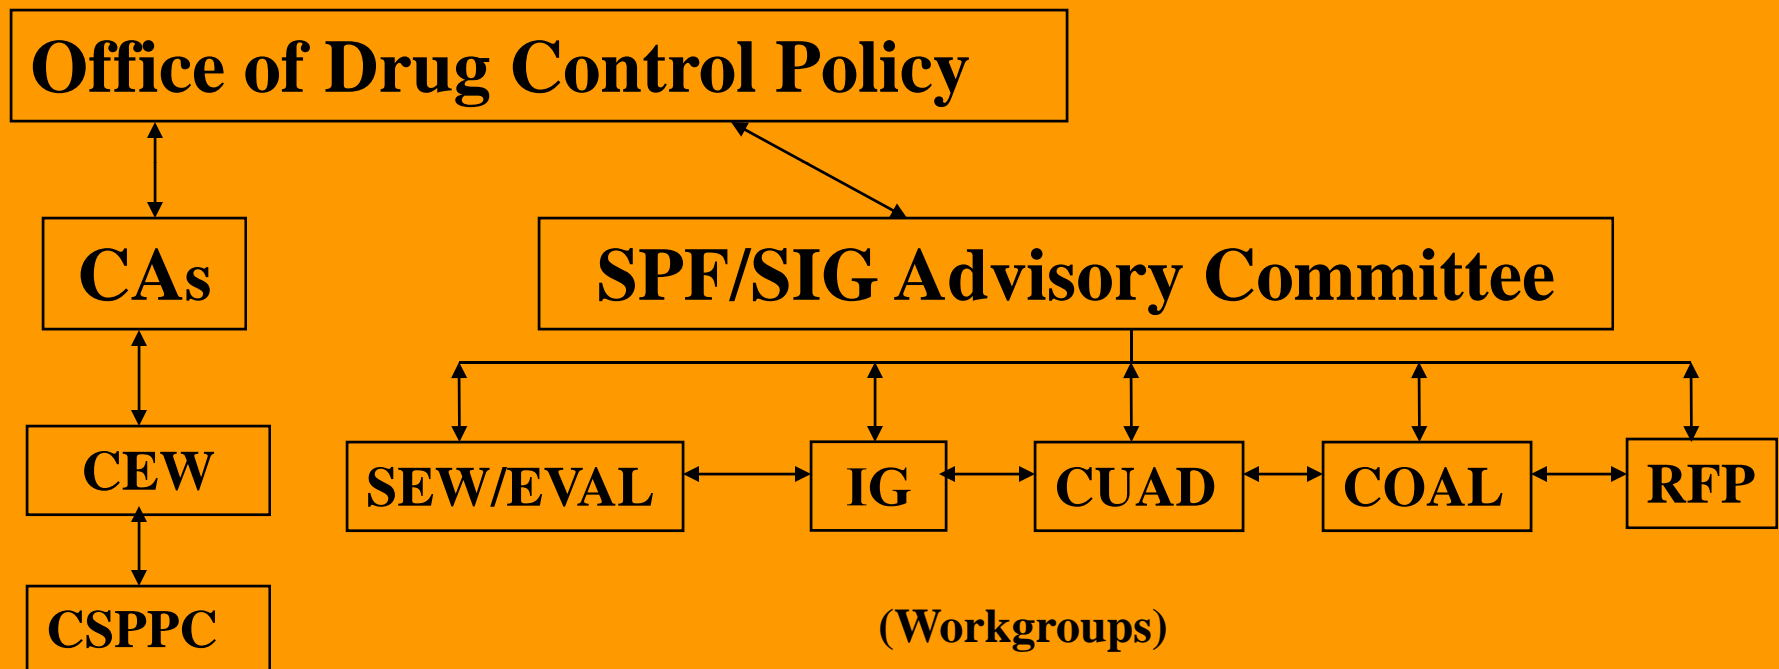 Office of Drug Control Policy
CAs
SPF/SIG Advisory Committee
CEW
SEW/EVAL
IG
CUAD
COAL
RFP
CSPPC
(Workgroups)